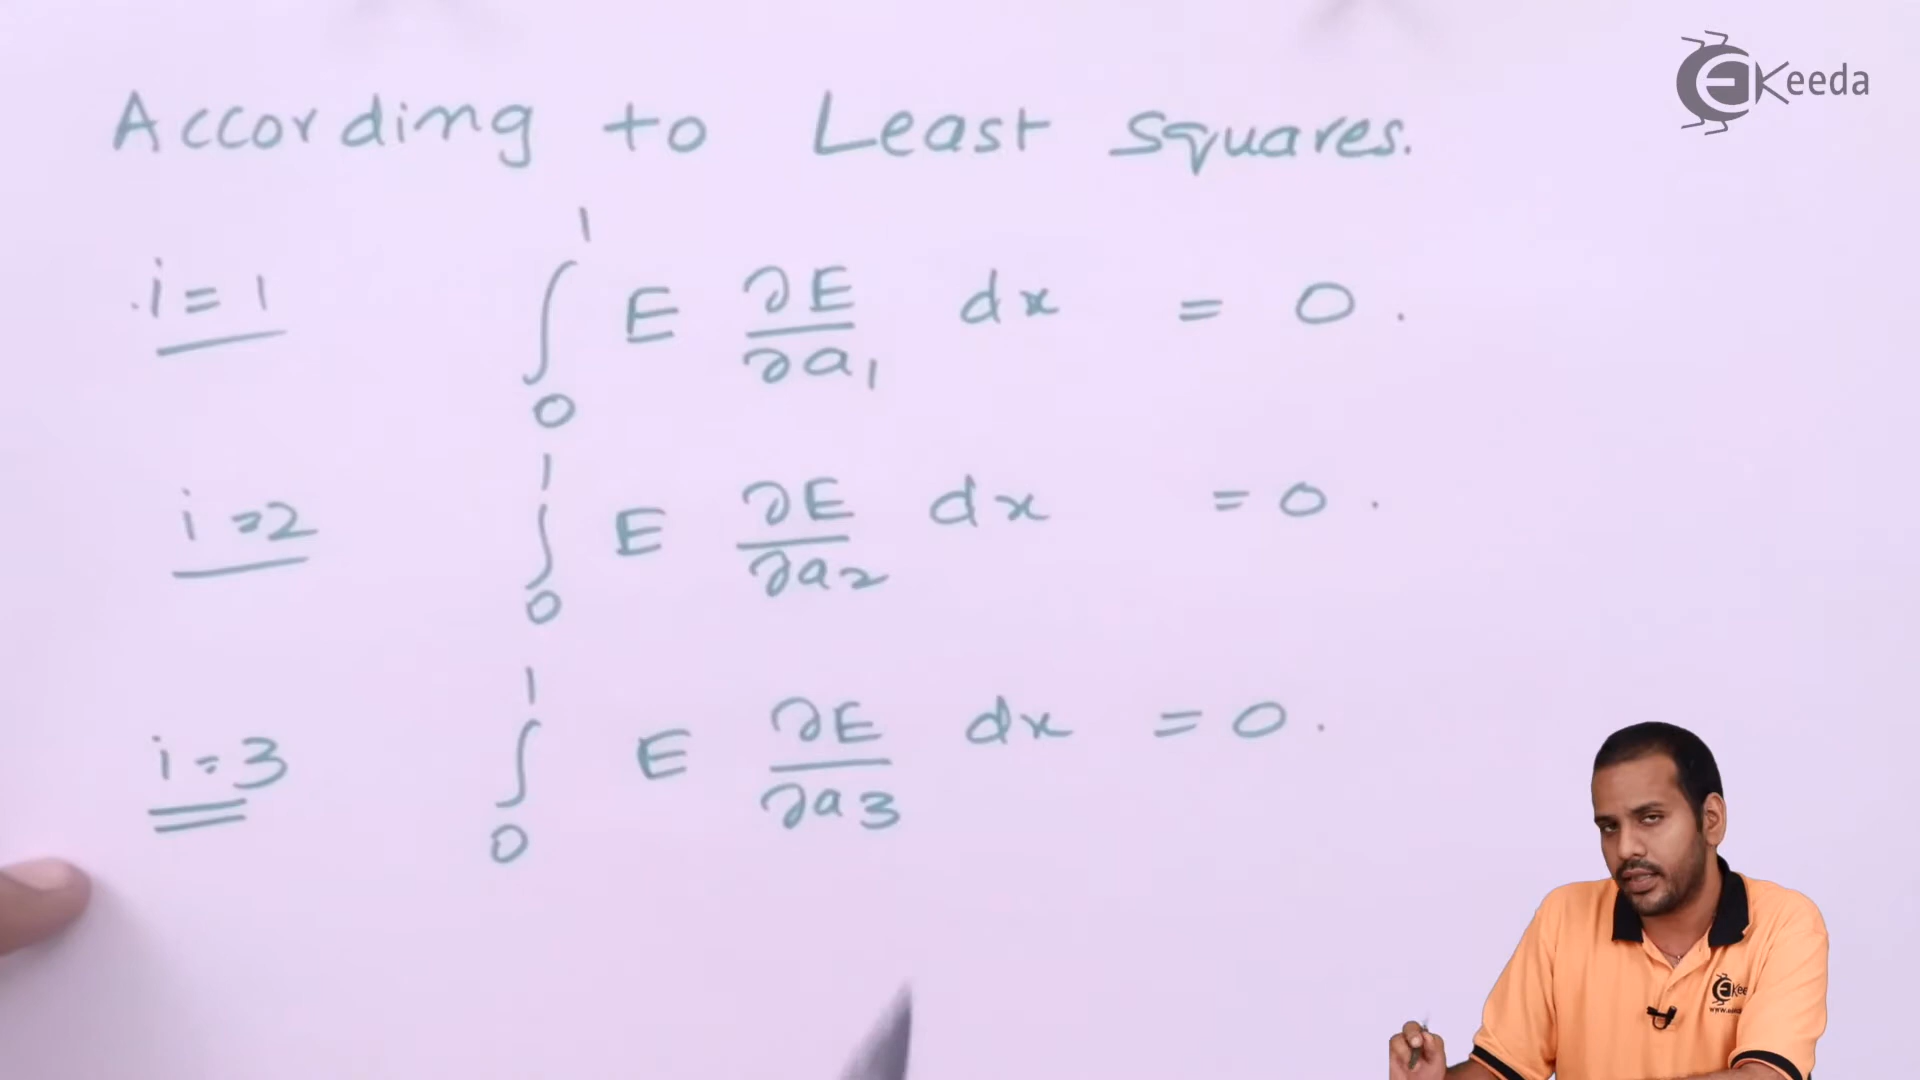 EKeeda
According to Least squares.
i = 1 ∫₀¹ E ∂E/∂a₁ dx = 0.
i = 2 ∫₀¹ E ∂E/∂a₂ dx = 0.
i = 3 ∫₀¹ E ∂E/∂a₃ dx = 0.